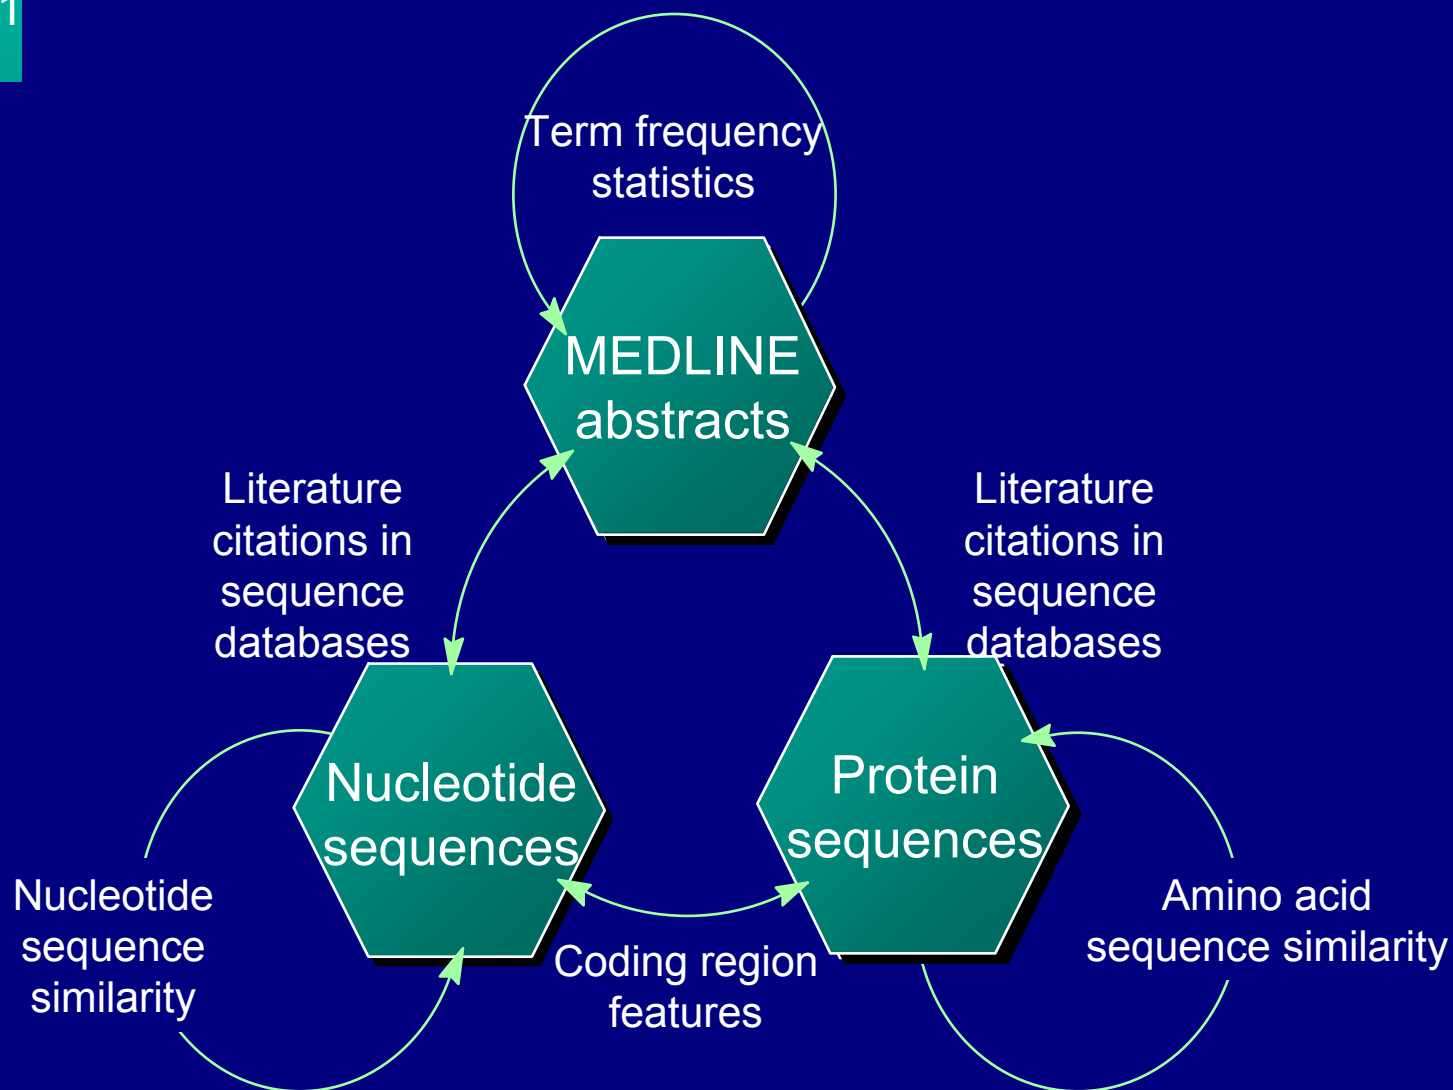 1
Term frequency
statistics
MEDLINE
abstracts
Literature
citations in
sequence
databases
Literature
citations in
sequence
databases
Nucleotide
sequences
Protein
sequences
Nucleotide
sequence
similarity
Coding region
features
Amino acid
sequence similarity